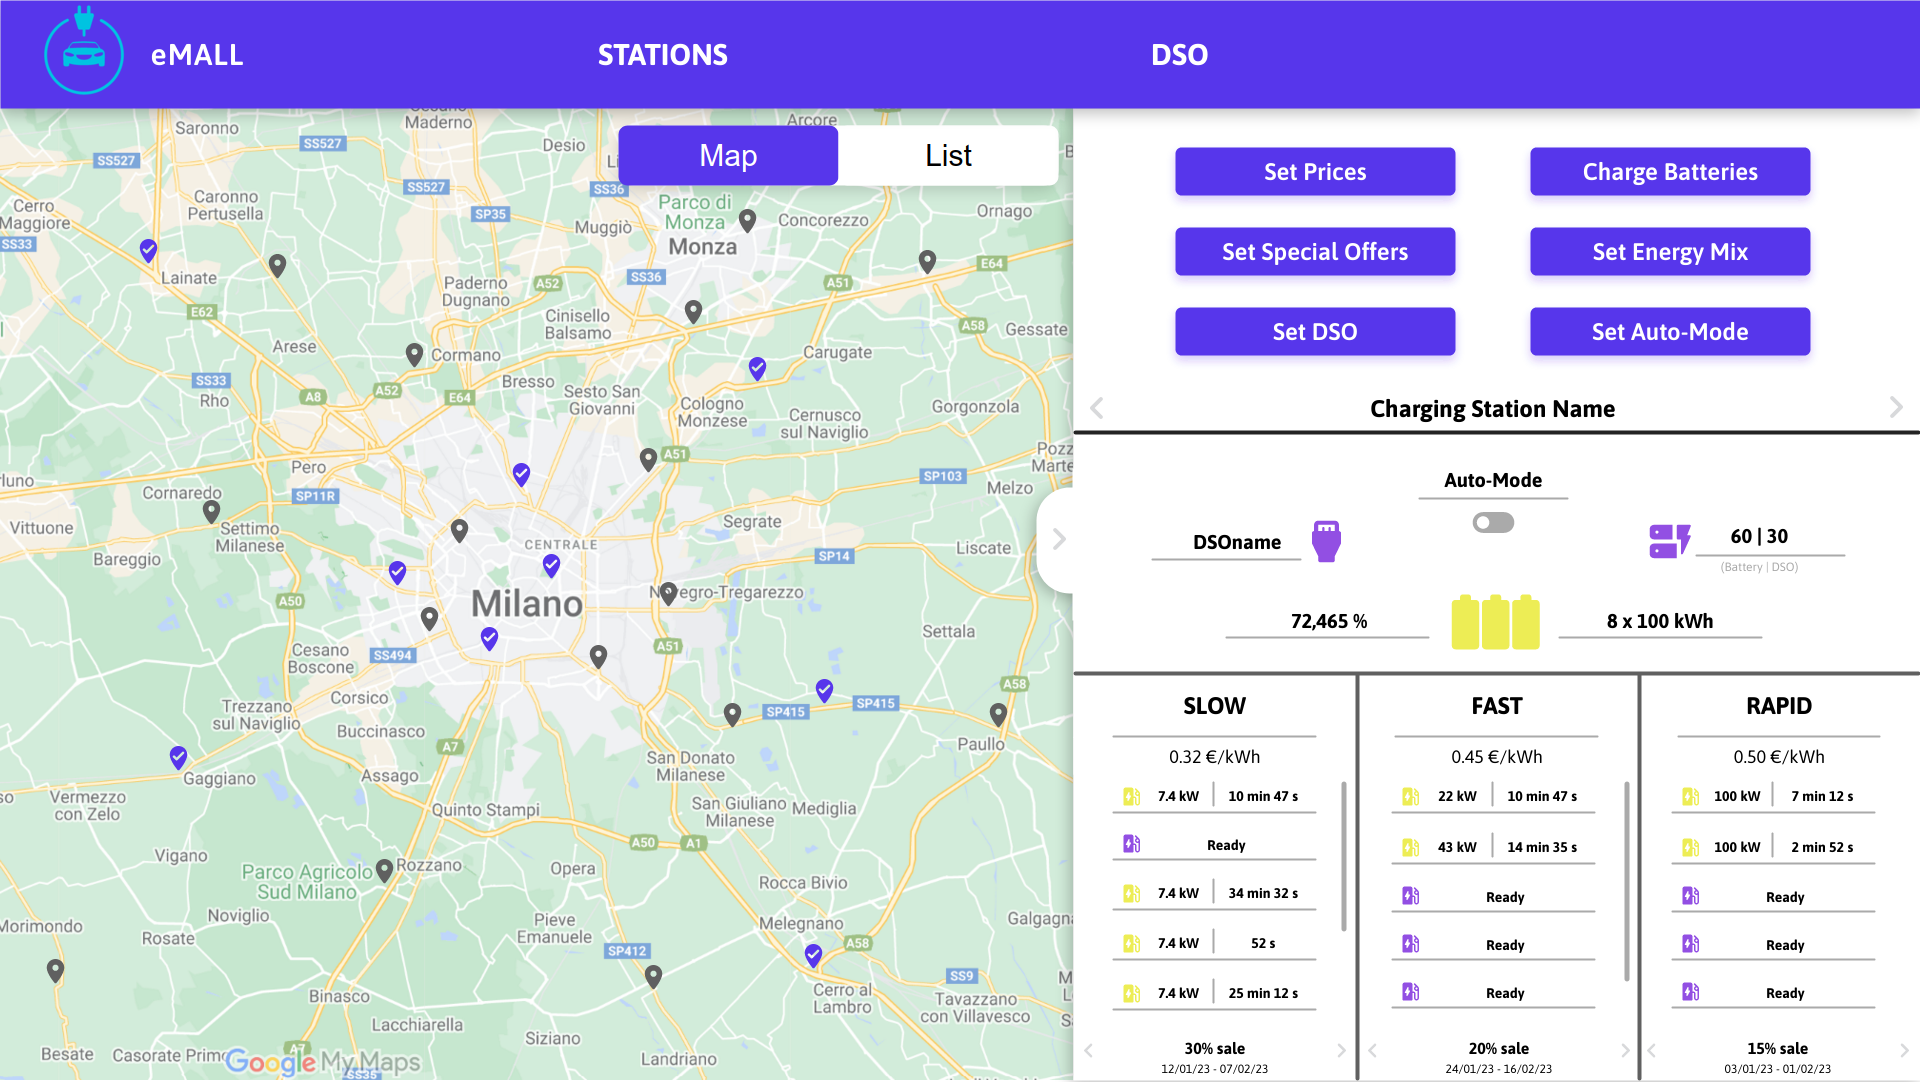 eMALL
STATIONS
DSO
Map
List
Saronno
SS527
Maderno
Arcore
Desio
SS527
SS527
SS36
Caronno
Pertusella
Cerro
Maggiore
SS33
SP35
Muggiò
Parco di
Monza
Monza
Concorezzo
Ornago
Lainate
E62
Paderno
Dugnano
A52
SS36
A51
E64
Cinisello
Balsamo
A58
Gessate
Arese
Cormano
Carugate
SS33
Rho
A8
A52
E64
Bresso
Sesto San
Giovanni
Cologno
Monzese
Cernusco
sul Naviglio
Gorgonzola
Pero
A51
SP103
Melzo
Cornaredo
SP11R
Vittuone
Settimo
Milanese
Bareggio
CENTRALE
Segrate
SP14
Liscate
A50
Milano
Settala
Cesano
Boscone
SS494
A51
Corsico
Trezzano
sul Naviglio
Buccinasco
A7
SP415
SP415
A58
Paullo
Gaggiano
Assago
San Donato
Milanese
Vermezzo
con Zelo
Quinto Stampi
San Giuliano
Milanese
Mediglia
A50
A1
Vigano
Parco Agricolo
Sud Milano
Rozzano
Opera
Rocca Bivio
Morimondo
Noviglio
Rosate
Pieve
Emanuele
Melegnano
A58
SP412
SS9
Cerro al
Lambro
Tavazzano
con Villavesco
Binasco
Lacchiarella
Siziano
Besate
Casorate Primo
A7
Google My Maps
SS35
Landriano
Set Prices
Charge Batteries
Set Special Offers
Set Energy Mix
Set DSO
Set Auto-Mode
Charging Station Name
Auto-Mode
DSOname
60 | 30
(Battery | DSO)
72,465 %
8 x 100 kWh
SLOW
0.32 €/kWh
7.4 kW
10 min 47 s
Ready
7.4 kW
34 min 32 s
7.4 kW
52 s
7.4 kW
25 min 12 s
30% sale
12/01/23 - 07/02/23
FAST
0.45 €/kWh
22 kW
10 min 47 s
43 kW
14 min 35 s
Ready
Ready
Ready
20% sale
24/01/23 - 16/02/23
RAPID
0.50 €/kWh
100 kW
7 min 12 s
100 kW
2 min 52 s
Ready
Ready
Ready
15% sale
03/01/23 - 01/02/23